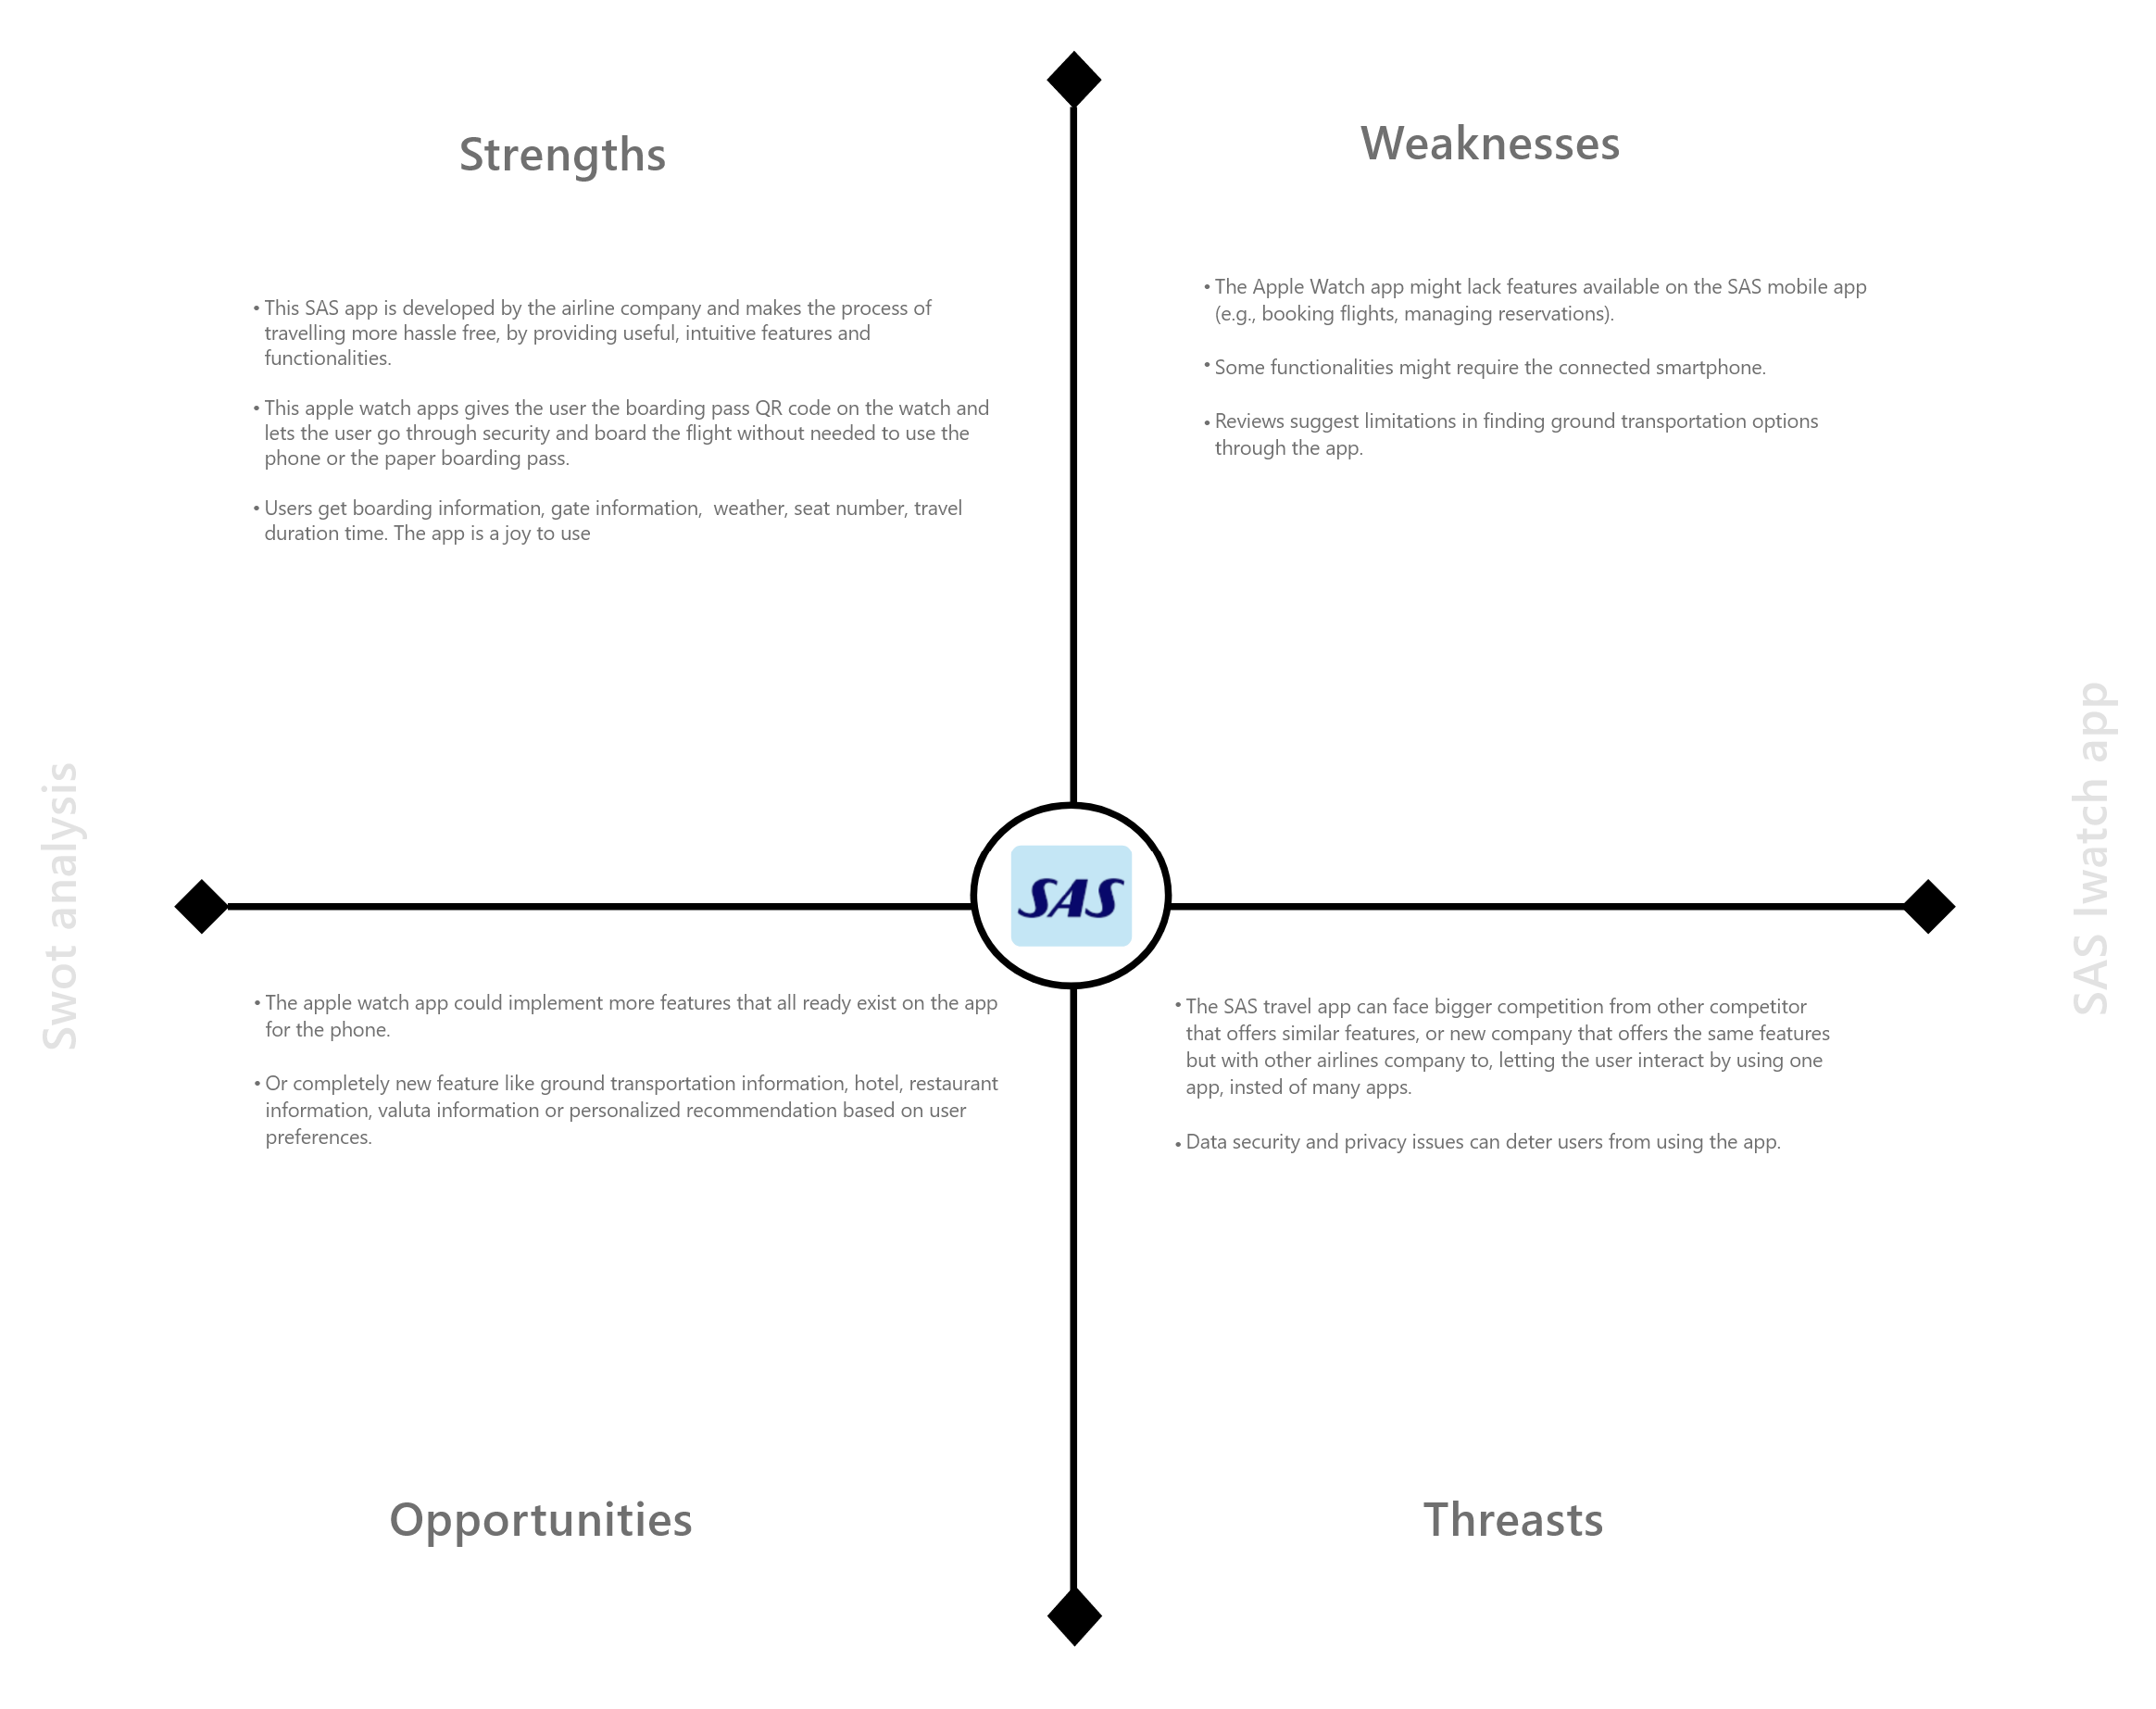 Strengths
• This SAS app is developed by the airline company and makes the process of
travelling more hassle free, by providing useful, intuitive features and
functionalities.
• This apple watch apps gives the user the boarding pass QR code on the watch and
lets the user go through security and board the flight without needed to use the
phone or the paper boarding pass.
• Users get boarding information, gate information,  weather, seat number, travel
duration time. The app is a joy to use
Weaknesses
• The Apple Watch app might lack features available on the SAS mobile app
(e.g., booking flights, managing reservations).
• Some functionalities might require the connected smartphone.
• Reviews suggest limitations in finding ground transportation options
through the app.
Swot analysis
SAS
SAS Iwatch app
• The apple watch app could implement more features that all ready exist on the app
for the phone.
• Or completely new feature like ground transportation information, hotel, restaurant
information, valuta information or personalized recommendation based on user
preferences.
Opportunities
• The SAS travel app can face bigger competition from other competitor
that offers similar features, or new company that offers the same features
but with other airlines company to, letting the user interact by using one
app, insted of many apps.
• Data security and privacy issues can deter users from using the app.
Threasts